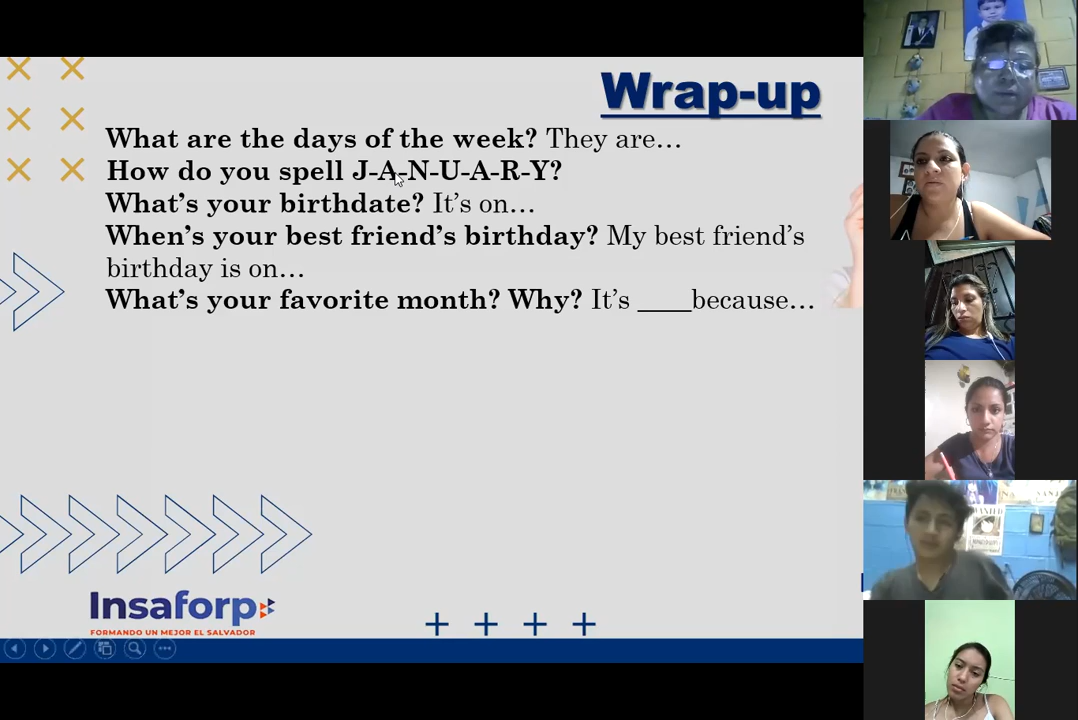 Wrap-up
What are the days of the week? They are…
How do you spell J-A-N-U-A-R-Y?
What's your birthdate? It's on…
When's your best friend's birthday? My best friend's
birthday is on…
What's your favorite month? Why? It's ____because…
Insaforp
FORMANDO UN MEJOR EL SALVADOR
WANTED